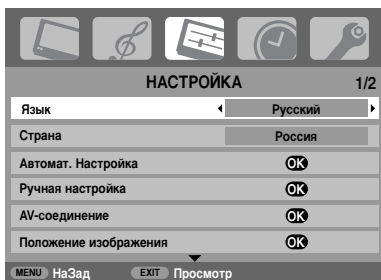 НАСТРОЙКА 1/2
Язык Русский
Страна Россия
Автомат. Настройка OK
Ручная настройка OK
AV-соединение OK
Положение изображения OK
MENU НаЗад EXIT Просмотр